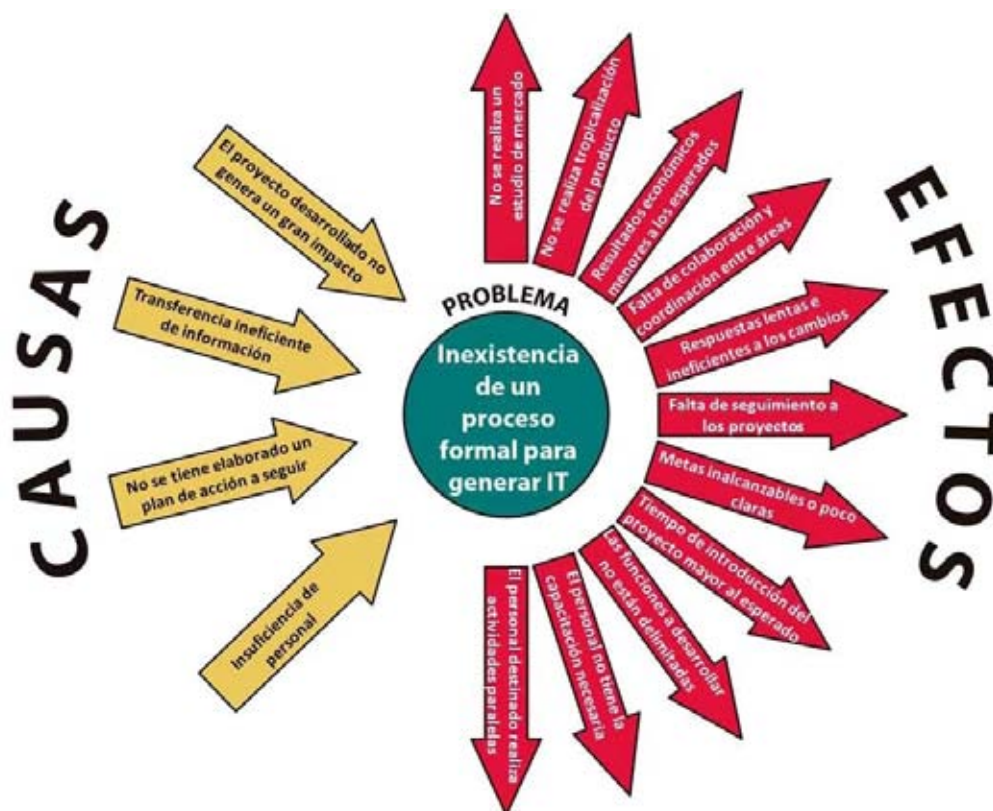 CAUSAS
El proyecto desarrollado no
genera un gran impacto
Transferencia ineficiente
de información
No se tiene elaborado un
plan de acción a seguir
Insuficiencia de
personal
PROBLEMA
Inexistencia
de un
proceso
formal para
generar IT
EFECTOS
No se realiza un
estudio de mercado
No se realiza tropicalización
del producto
Resultados económicos
menores a los esperados
Falta de colaboración y
coordinación entre áreas
Respuestas lentas e
ineficientes a los cambios
Falta de seguimiento a
los proyectos
Metas inalcanzables o poco
claras
Tiempo de introducción del
proyecto mayor al esperado
Las funciones a desarrollar
no están delimitadas
El personal no tiene la
capacitación necesaria
El personal destinado realiza
actividades paralelas